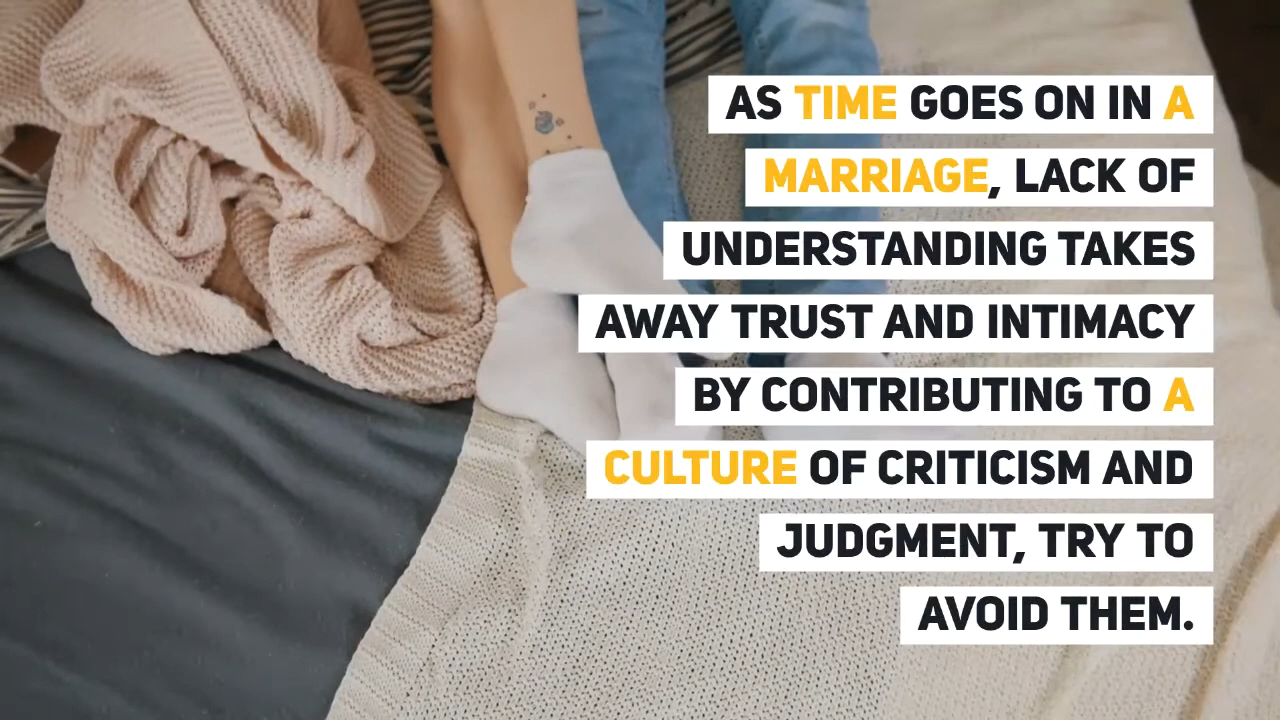 AS TIME GOES ON IN A
MARRIAGE, LACK OF
UNDERSTANDING TAKES
AWAY TRUST AND INTIMACY
BY CONTRIBUTING TO A
CULTURE OF CRITICISM AND
JUDGMENT, TRY TO
AVOID THEM.